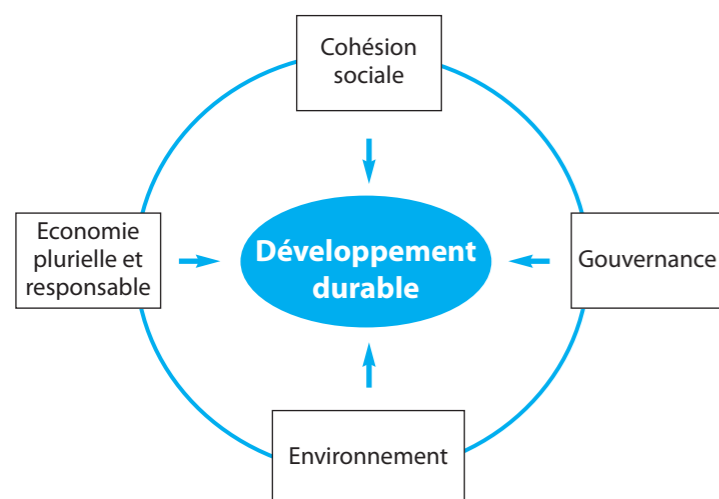 Cohésion
sociale
Economie
plurielle et
responsable
Développement
durable
Gouvernance
Environnement